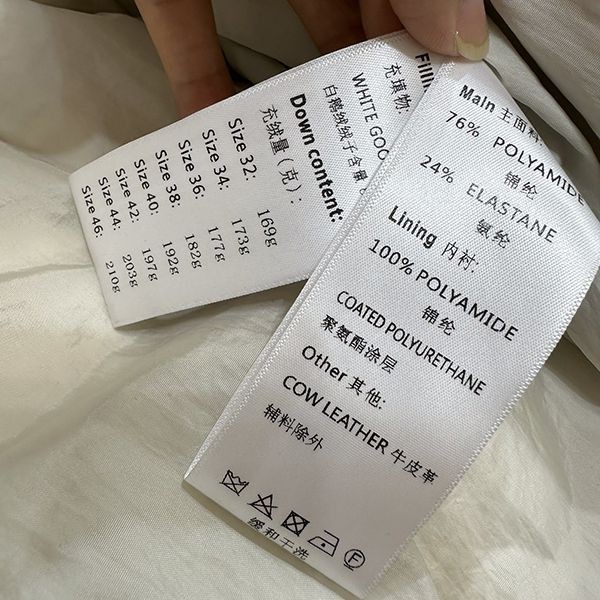 充填物:
WHITE GOO
白鹅绒绒子含
Down content:
充绒量（克）:
Size 32: 169g
Size 34: 173g
Size 36: 177g
Size 38: 182g
Size 40: 192g
Size 42: 197g
Size 44: 203g
Size 46: 210g
Main 主面料:
76% POLYAMIDE
锦纶
24% ELASTANE
氨纶
Lining 内衬:
100% POLYAMIDE
锦纶
COATED POLYURETHANE
聚氨酯涂层
Other 其他:
COW LEATHER 牛皮革
辅料除外
F
缓和干洗